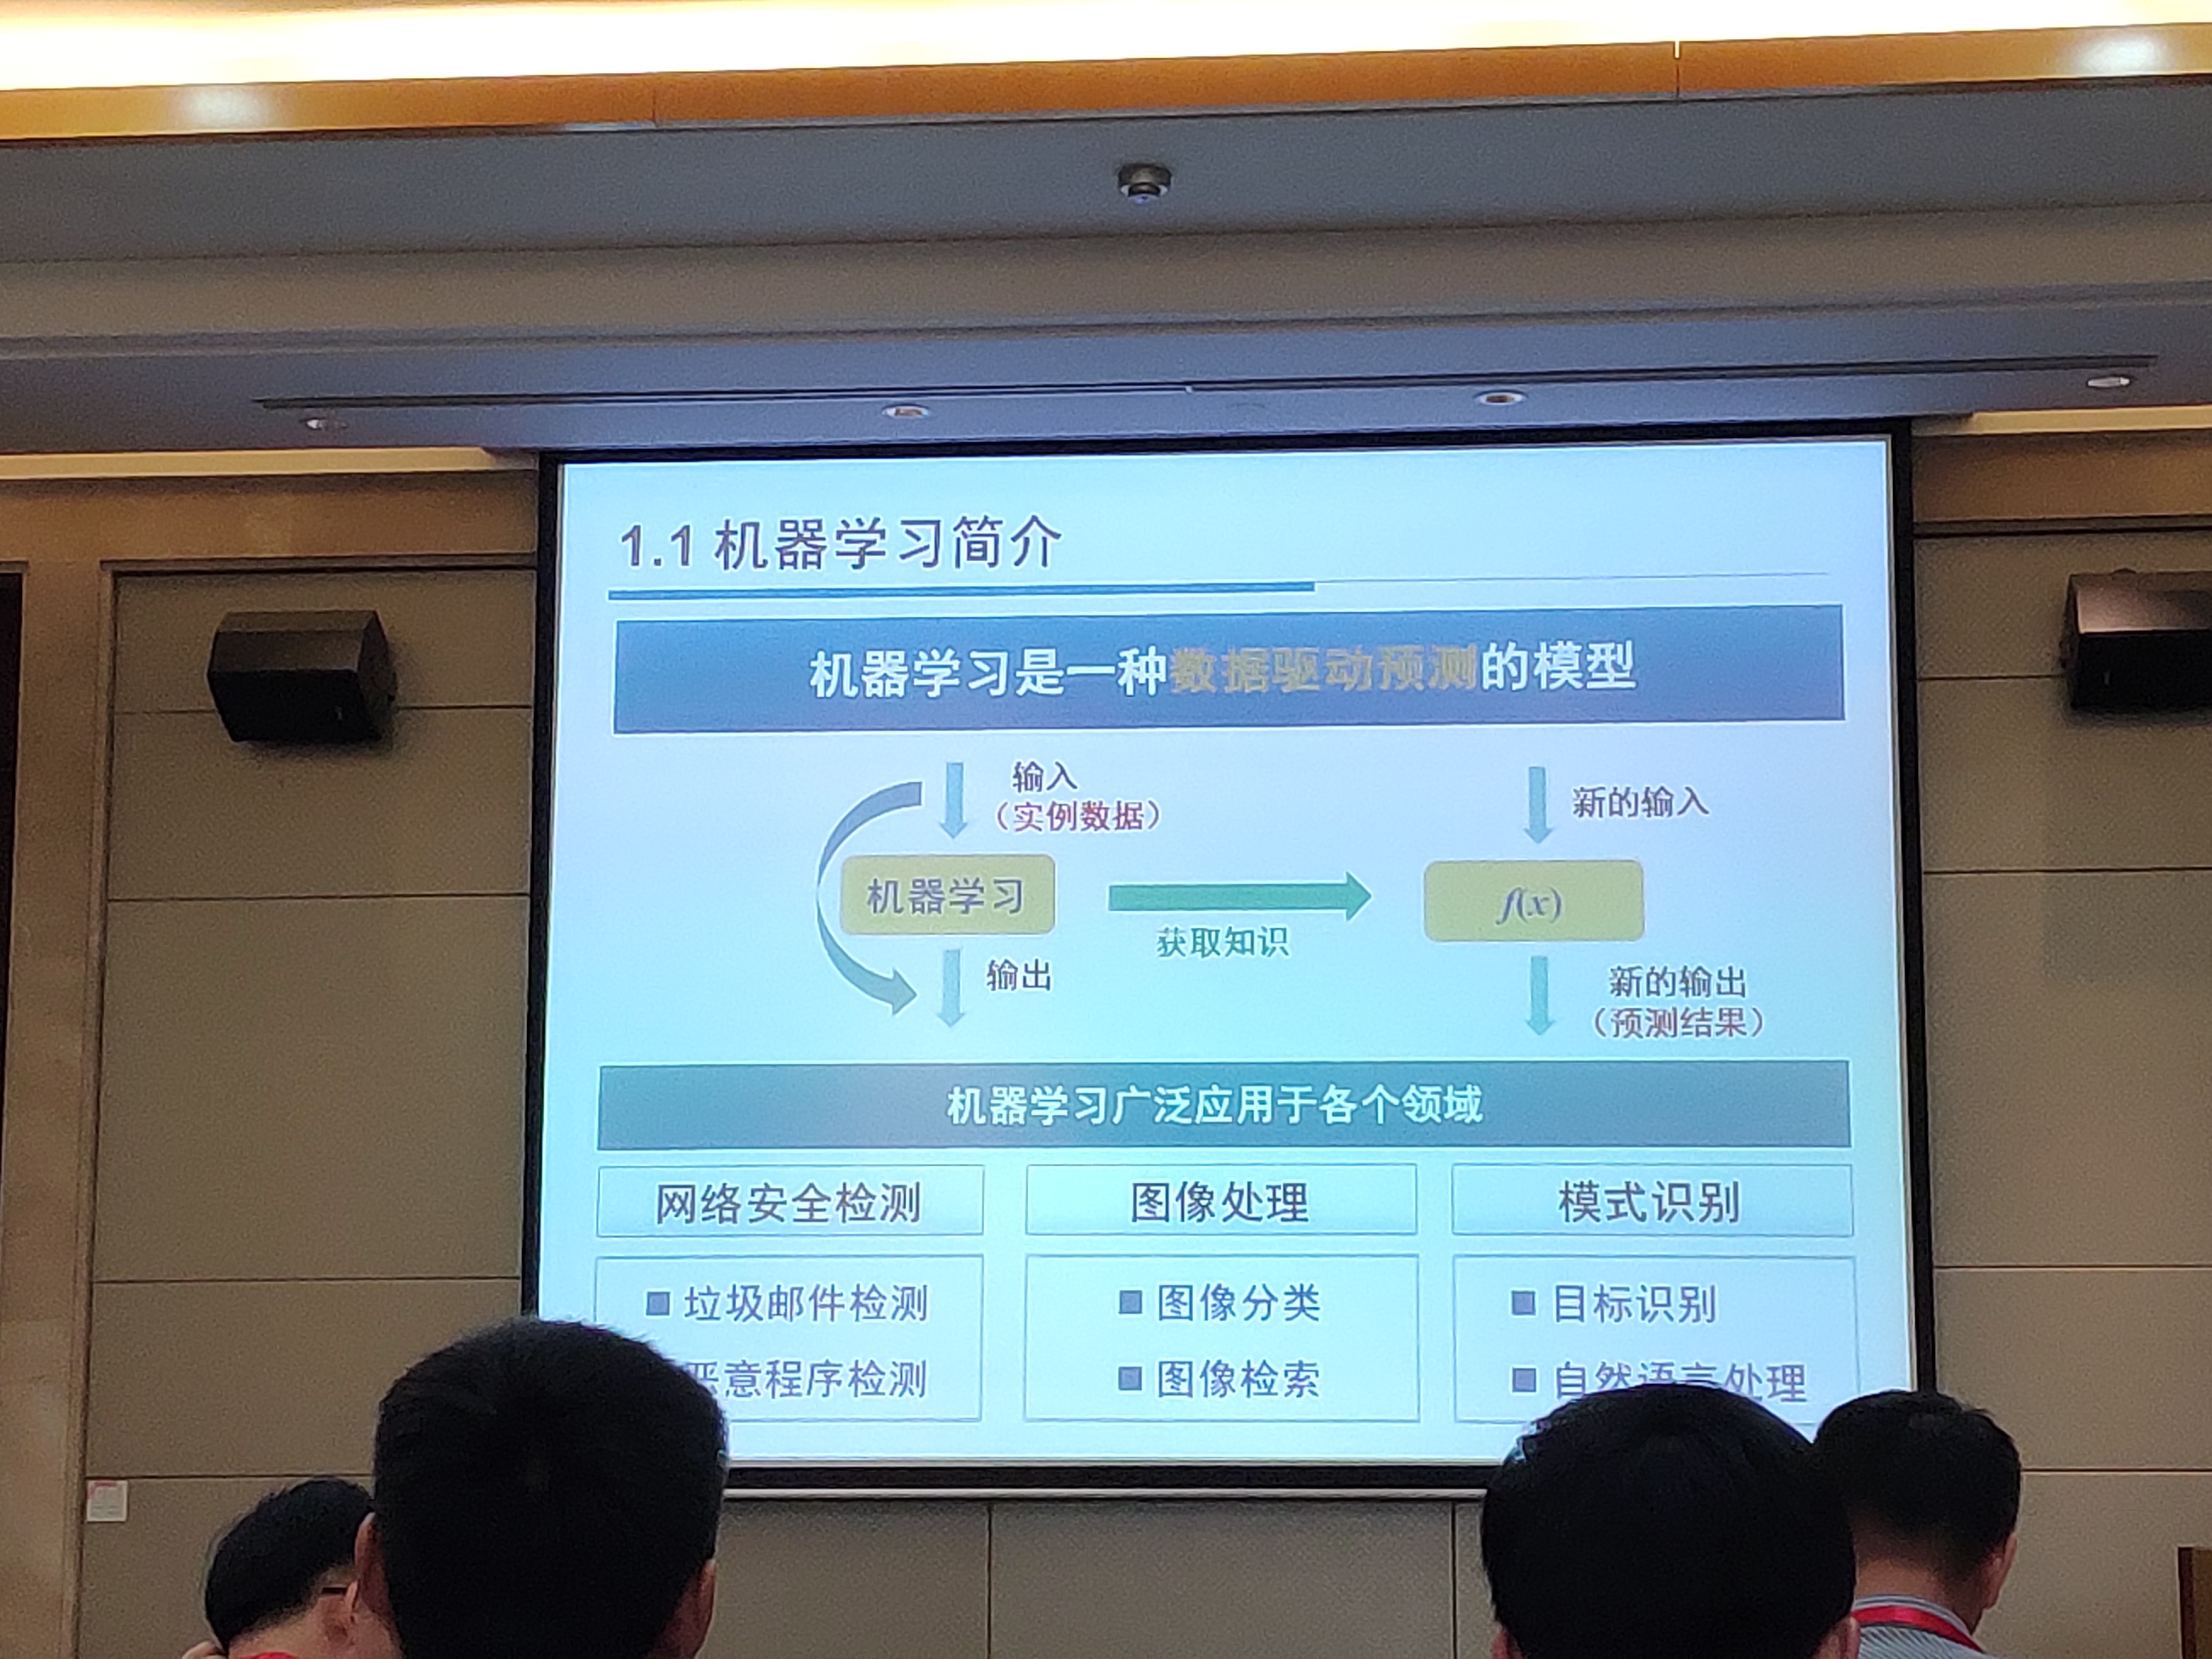 1.1 机器学习简介
机器学习是一种数据驱动预测的模型
输入
（实例数据）
机器学习
输出
获取知识
新的输入
f(x)
新的输出
（预测结果）
机器学习广泛应用于各个领域
网络安全检测
图像处理
模式识别
■ 垃圾邮件检测
恶意程序检测
■ 图像分类
■ 图像检索
■ 目标识别
■ 自然语言处理